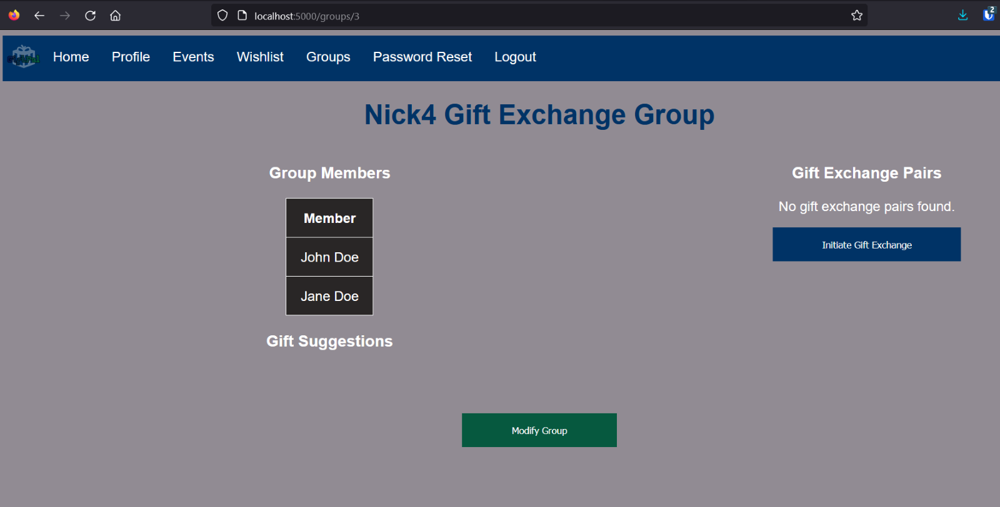 localhost:5000/groups/3
2
Home Profile Events Wishlist Groups Password Reset Logout
Nick4 Gift Exchange Group
Group Members
Member
John Doe
Jane Doe
Gift Suggestions
Gift Exchange Pairs
No gift exchange pairs found.
Initiate Gift Exchange
Modify Group